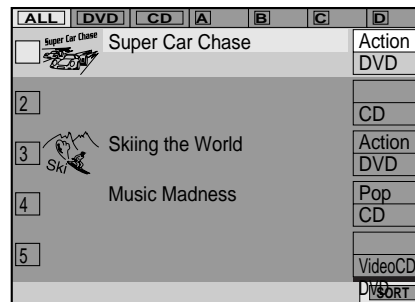 ALL DVD CD A B C D
Super Car Chase Super Car Chase Action
DVD
2
CD
3 Ski Skiing the World Action
DVD
4 Music Madness Pop
CD
5
VideoCD
DVD SORT